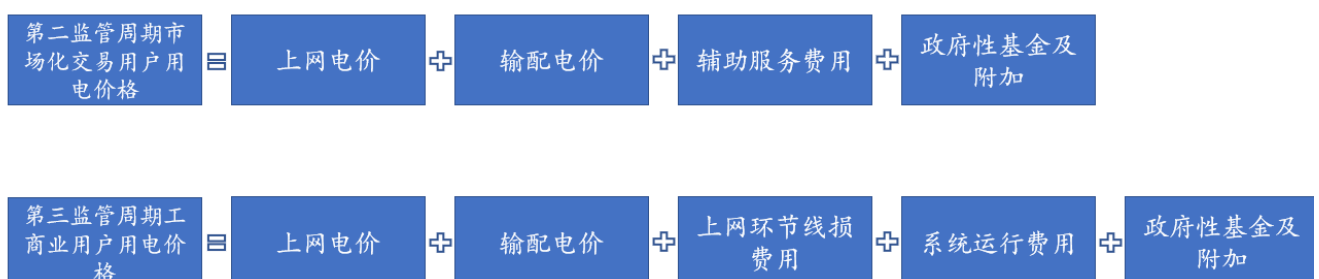 第二监管周期市
场化交易用户用
电价格
上网电价
输配电价
辅助服务费用
政府性基金及
附加
第三监管周期工
商业用户用电价
格
上网电价
输配电价
上网环节线损
费用
系统运行费用
政府性基金及
附加